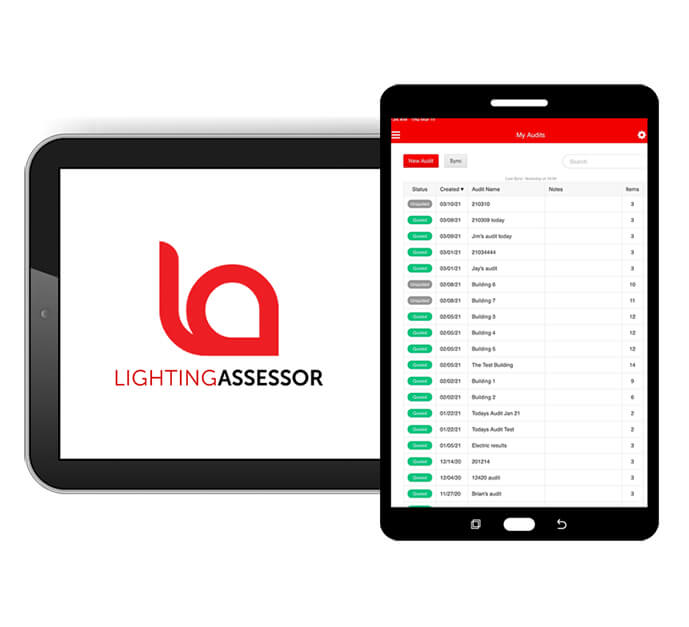 LIGHTINGASSESSOR
My Audits
New Audit Sync Search
Status Created▼ Audit Name Notes Items
Unquoted 03/10/21 210310 3
Quoted 03/09/21 210309 today 3
Quoted 03/09/21 Jim's audit today 3
Quoted 03/01/21 21034444 3
Quoted 03/01/21 Jay's audit 3
Unquoted 02/08/21 Building 6 10
Unquoted 02/08/21 Building 7 11
Quoted 02/05/21 Building 3 12
Quoted 02/05/21 Building 4 12
Quoted 02/05/21 Building 5 12
Quoted 02/05/21 The Test Building 14
Quoted 02/02/21 Building 1 9
Quoted 02/02/21 Building 2 6
Quoted 01/22/21 Todays Audit Jan 21 2
Quoted 01/22/21 Todays Audit Test 2
Quoted 01/05/21 Electric results 3
Quoted 12/14/20 201214 3
Quoted 12/04/20 12420 audit 3
Quoted 11/27/20 Brian's audit 3